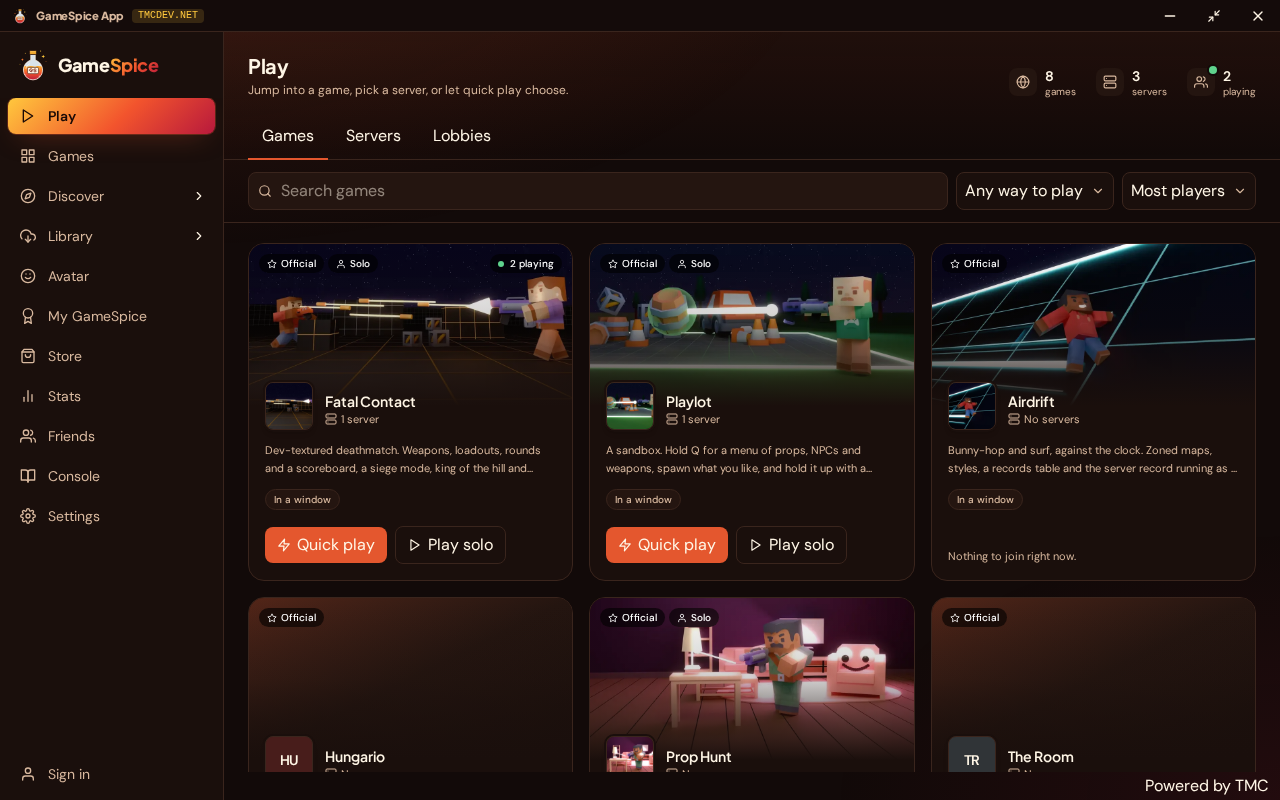 GameSpice App TMCDEV.NET
GameSpice
Play
Games
Discover
Library
Avatar
My GameSpice
Store
Stats
Friends
Console
Settings
Sign in
Play
Jump into a game, pick a server, or let quick play choose.
8 games
3 servers
2 playing
Games Servers Lobbies
Search games
Any way to play
Most players
Official Solo 2 playing
Fatal Contact
1 server
Dev-textured deathmatch. Weapons, loadouts, rounds
and a scoreboard, a siege mode, king of the hill and…
In a window
Quick play Play solo
Official Solo
Playlot
1 server
A sandbox. Hold Q for a menu of props, NPCs and
weapons, spawn what you like, and hold it up with a…
In a window
Quick play Play solo
Official
Airdrift
No servers
Bunny-hop and surf, against the clock. Zoned maps,
styles, a records table and the server record running as …
In a window
Nothing to join right now.
Official
HU
Hungario
Official Solo
Prop Hunt
Official
TR
The Room
Powered by TMC